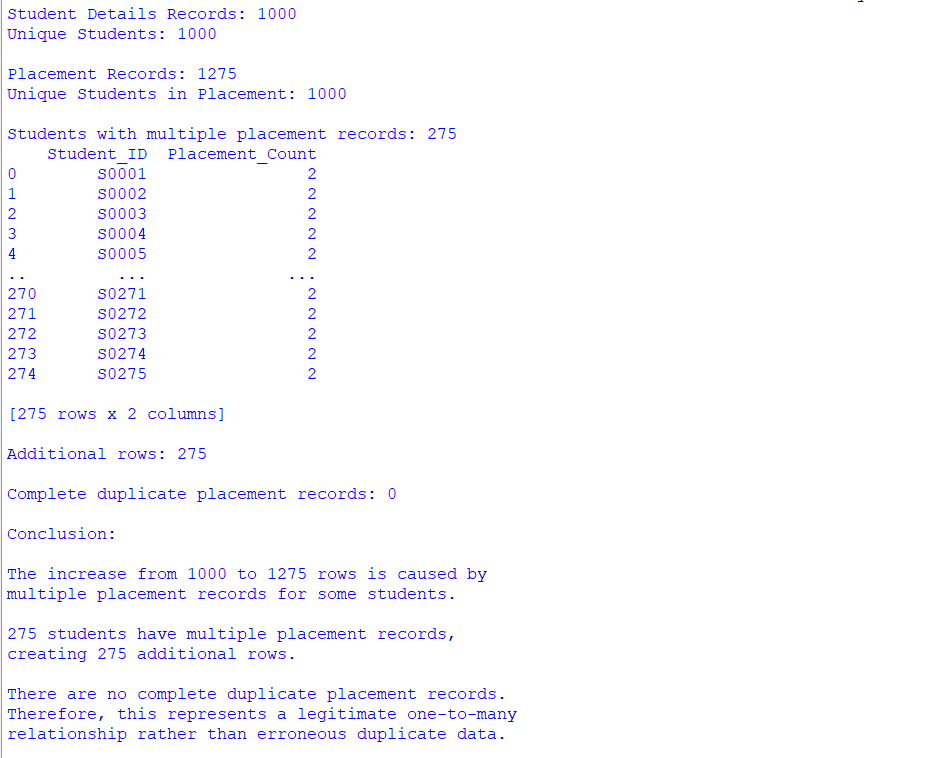 Student Details Records: 1000
Unique Students: 1000
Placement Records: 1275
Unique Students in Placement: 1000
Students with multiple placement records: 275
    Student_ID  Placement_Count
0        S0001                2
1        S0002                2
2        S0003                2
3        S0004                2
4        S0005                2
..         ...              ...
270      S0271                2
271      S0272                2
272      S0273                2
273      S0274                2
274      S0275                2
[275 rows x 2 columns]
Additional rows: 275
Complete duplicate placement records: 0
Conclusion:
The increase from 1000 to 1275 rows is caused by
multiple placement records for some students.
275 students have multiple placement records,
creating 275 additional rows.
There are no complete duplicate placement records.
Therefore, this represents a legitimate one-to-many
relationship rather than erroneous duplicate data.